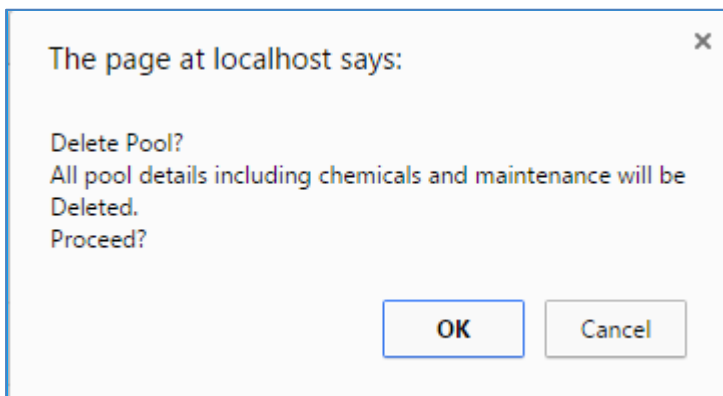 The page at localhost says:
Delete Pool?
All pool details including chemicals and maintenance will be
Deleted.
Proceed?
OK
Cancel